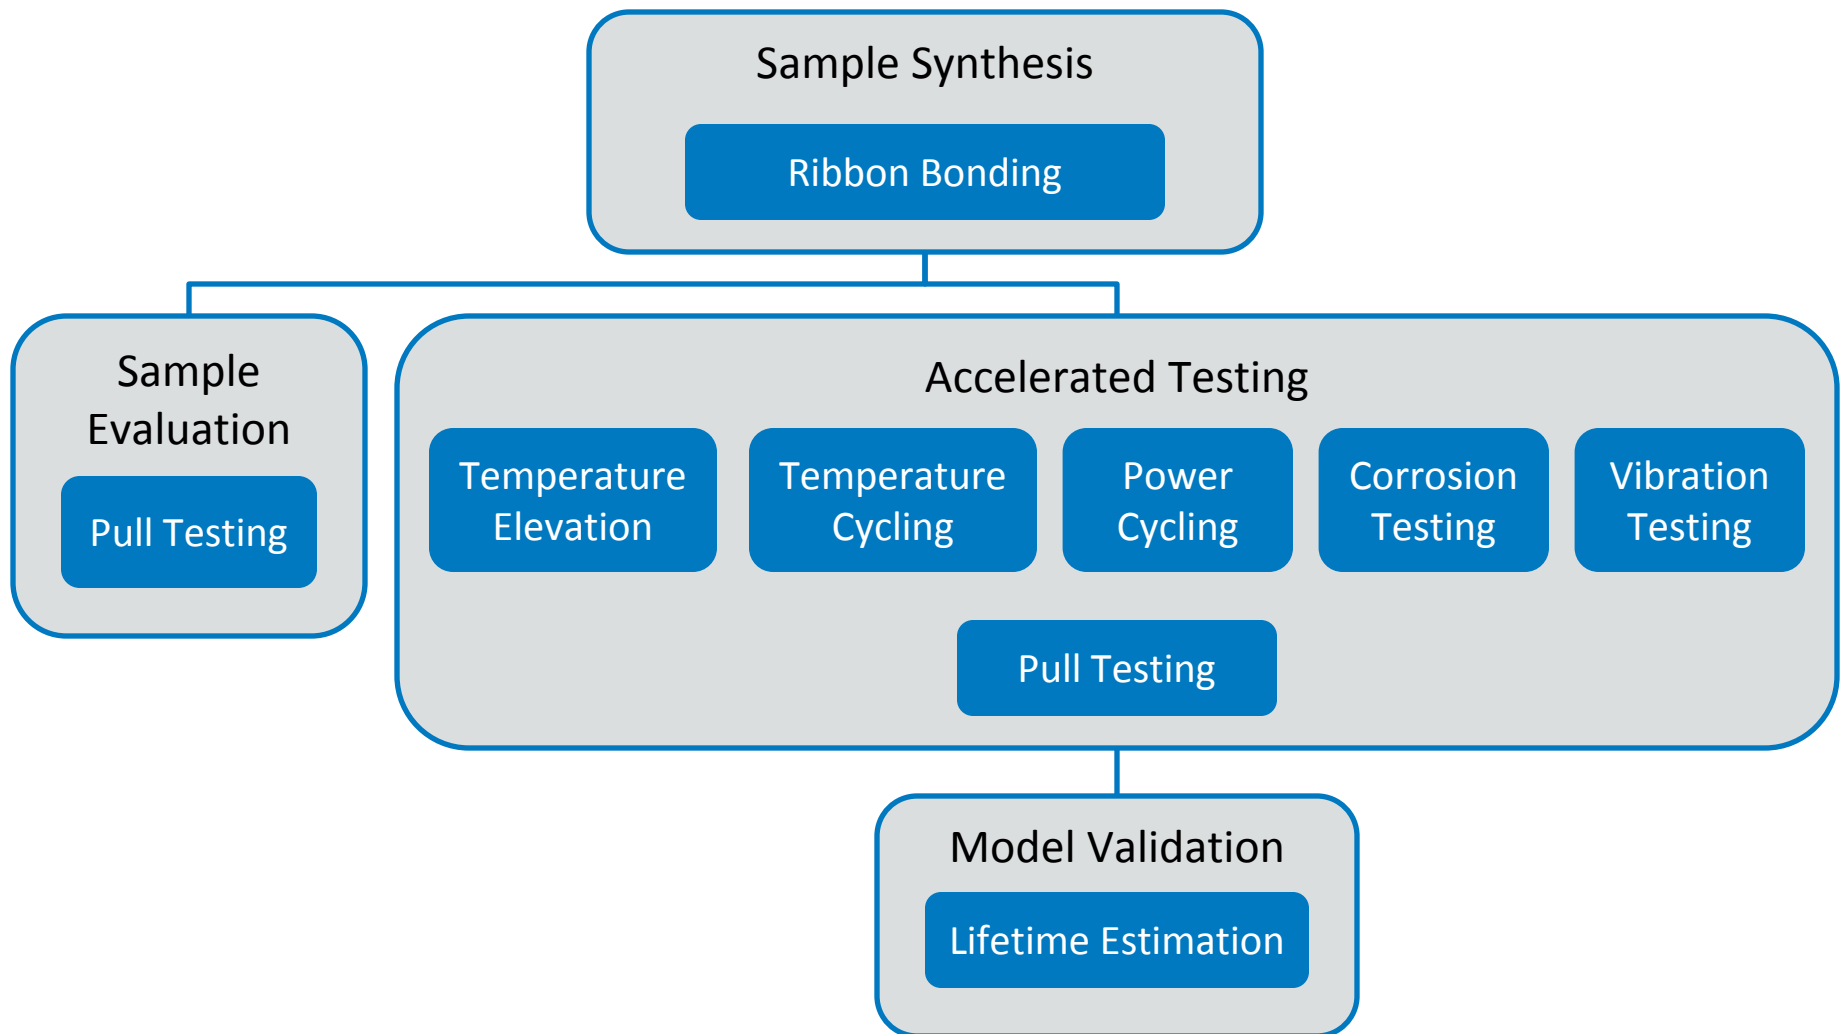 Sample Synthesis
Ribbon Bonding
Sample
Evaluation
Pull Testing
Accelerated Testing
Temperature
Elevation
Temperature
Cycling
Power
Cycling
Corrosion
Testing
Vibration
Testing
Pull Testing
Model Validation
Lifetime Estimation